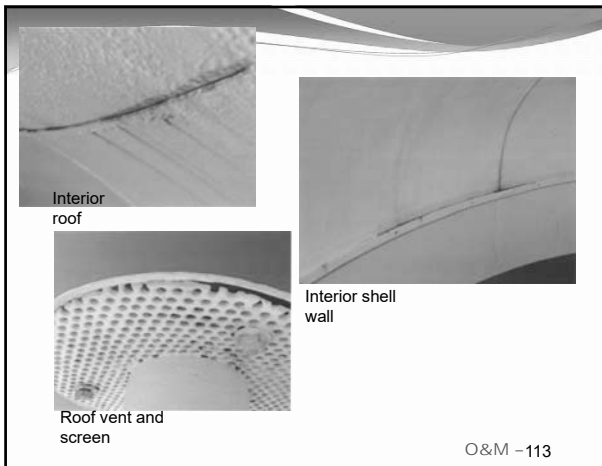 Interior
roof
Interior shell
wall
Roof vent and
screen
O&M – 113